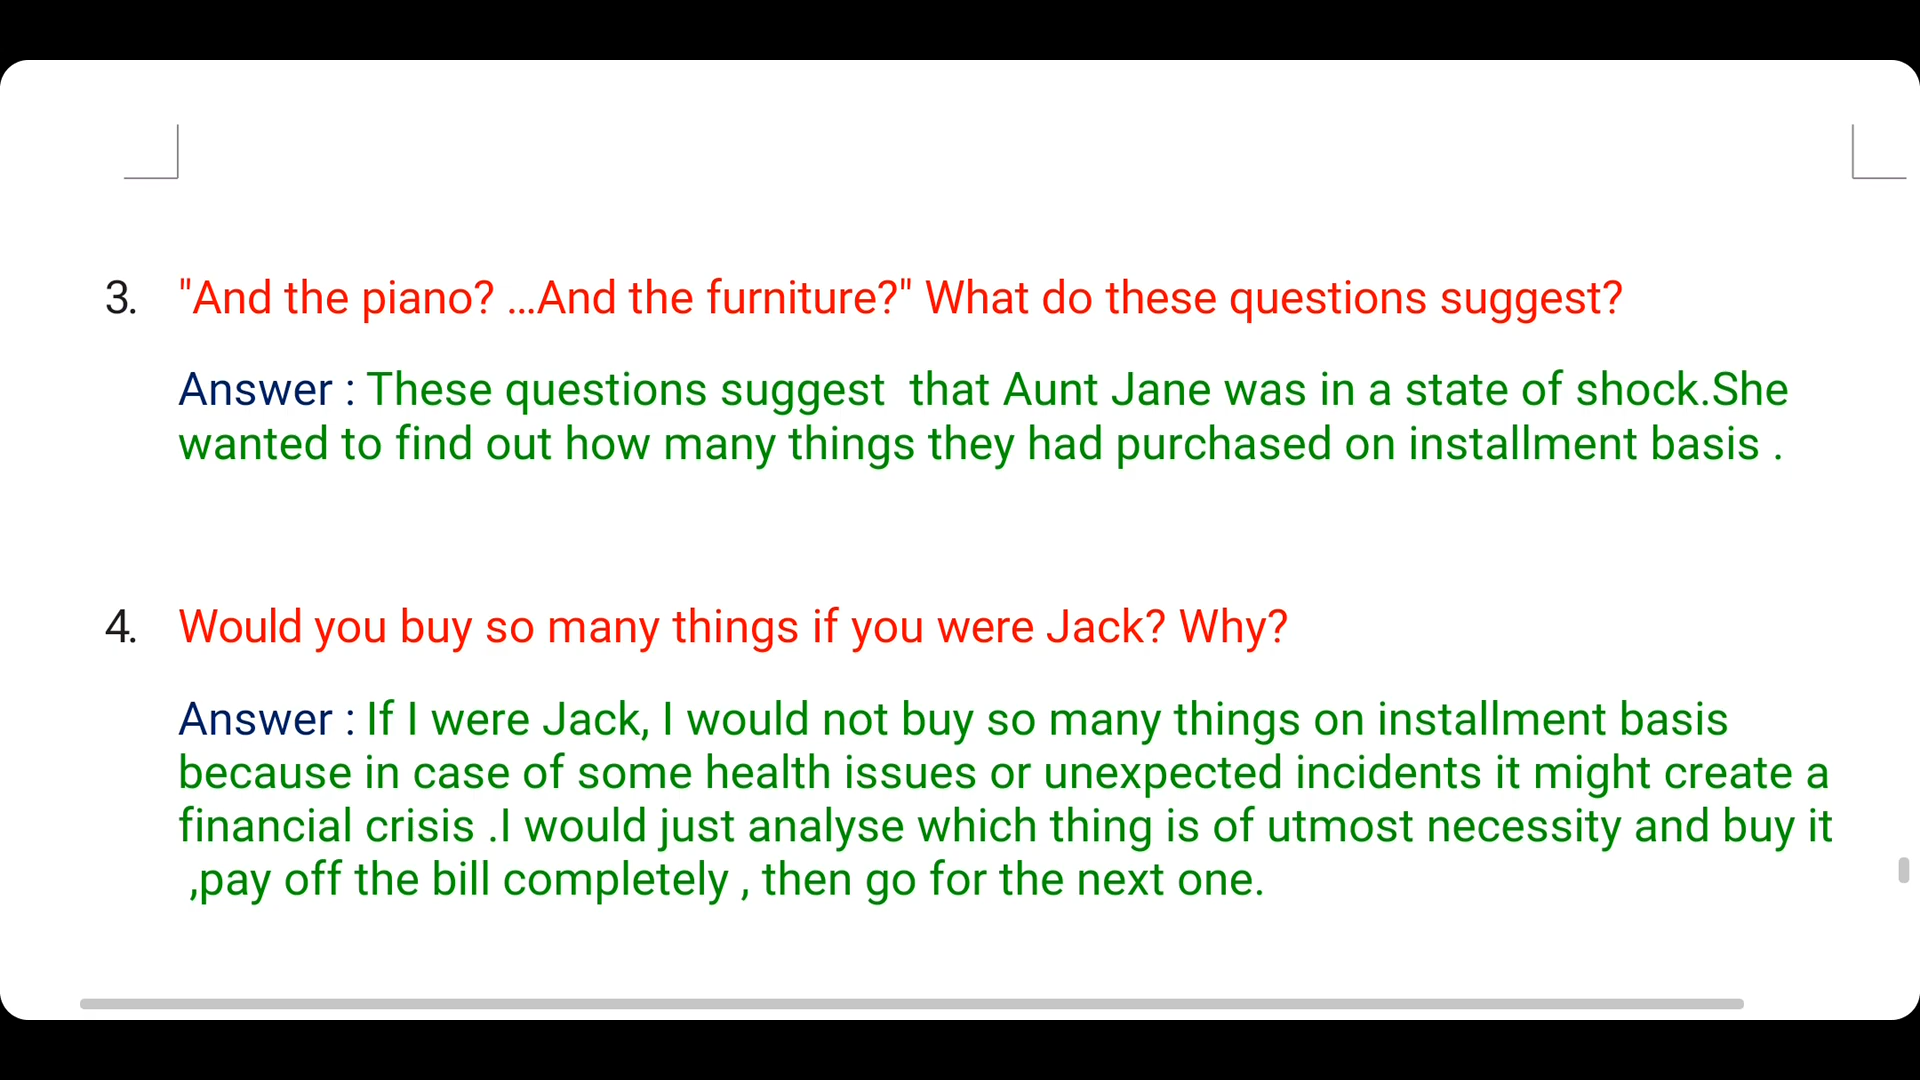 3. "And the piano? ...And the furniture?" What do these questions suggest?
Answer : These questions suggest  that Aunt Jane was in a state of shock.She
wanted to find out how many things they had purchased on installment basis .
4. Would you buy so many things if you were Jack? Why?
Answer : If I were Jack, I would not buy so many things on installment basis
because in case of some health issues or unexpected incidents it might create a
financial crisis .I would just analyse which thing is of utmost necessity and buy it
,pay off the bill completely , then go for the next one.